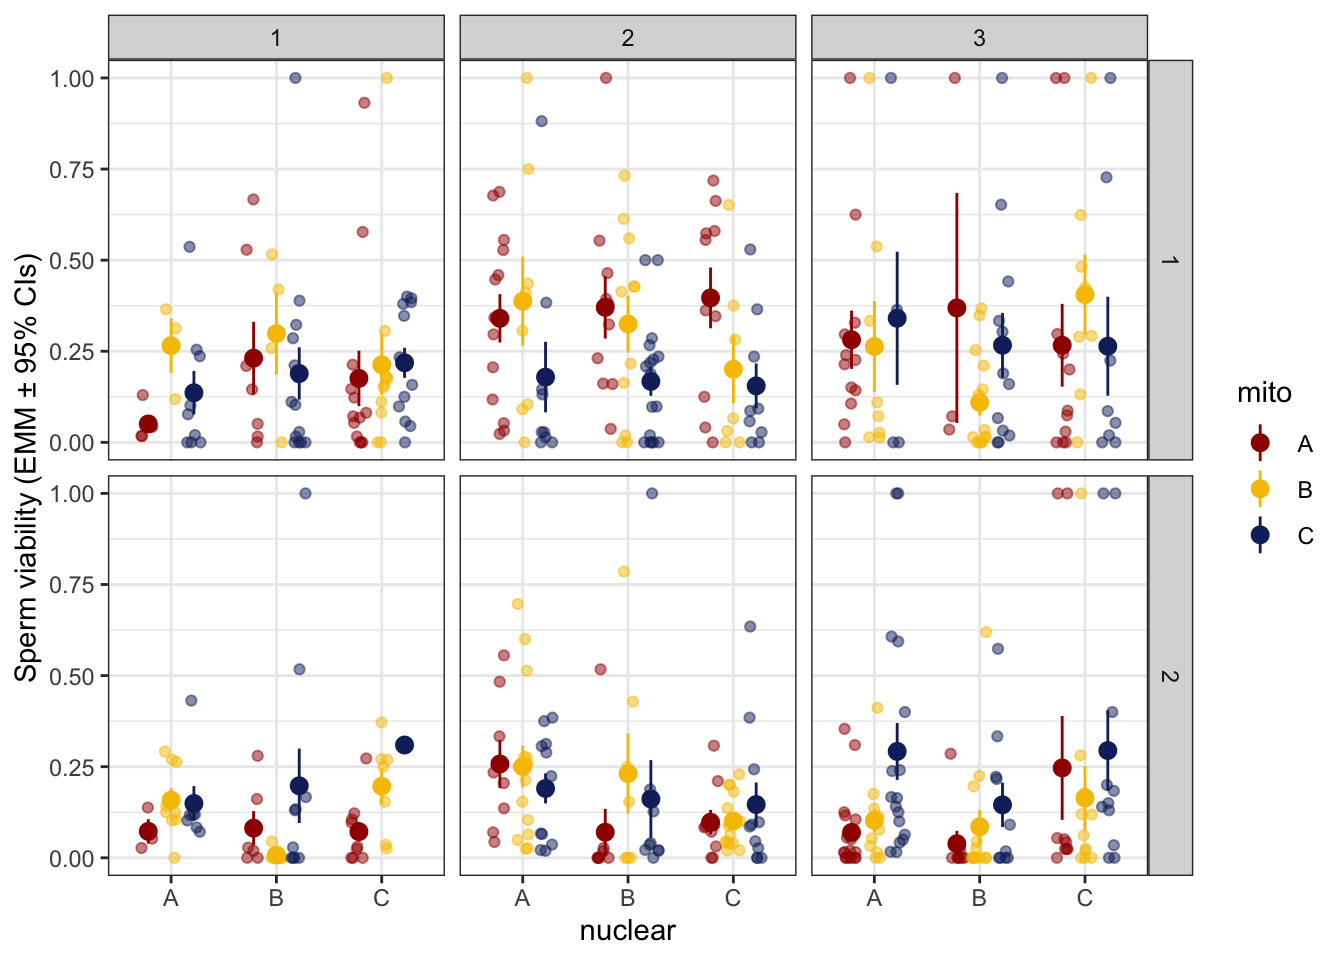 1 2 3
1.00
0.75
0.50
0.25
0.00
1
1.00
0.75
0.50
0.25
0.00
2
Sperm viability (EMM ± 95% CIs)
A B C A B C A B C
nuclear
mito
A
B
C